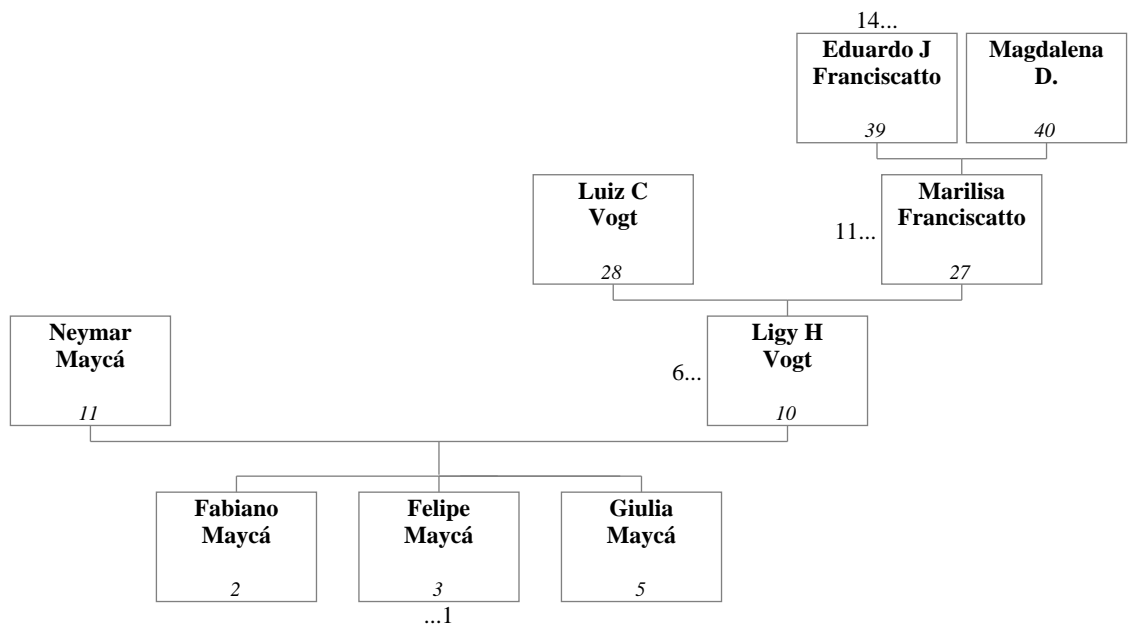 14...
Eduardo J
Franciscatto
39
Magdalena
D.
40
Luiz C
Vogt
28
11...
Marilisa
Franciscatto
27
Neymar
Maycá
11
6...
Ligy H
Vogt
10
Fabiano
Maycá
2
Felipe
Maycá
3
...1
Giulia
Maycá
5